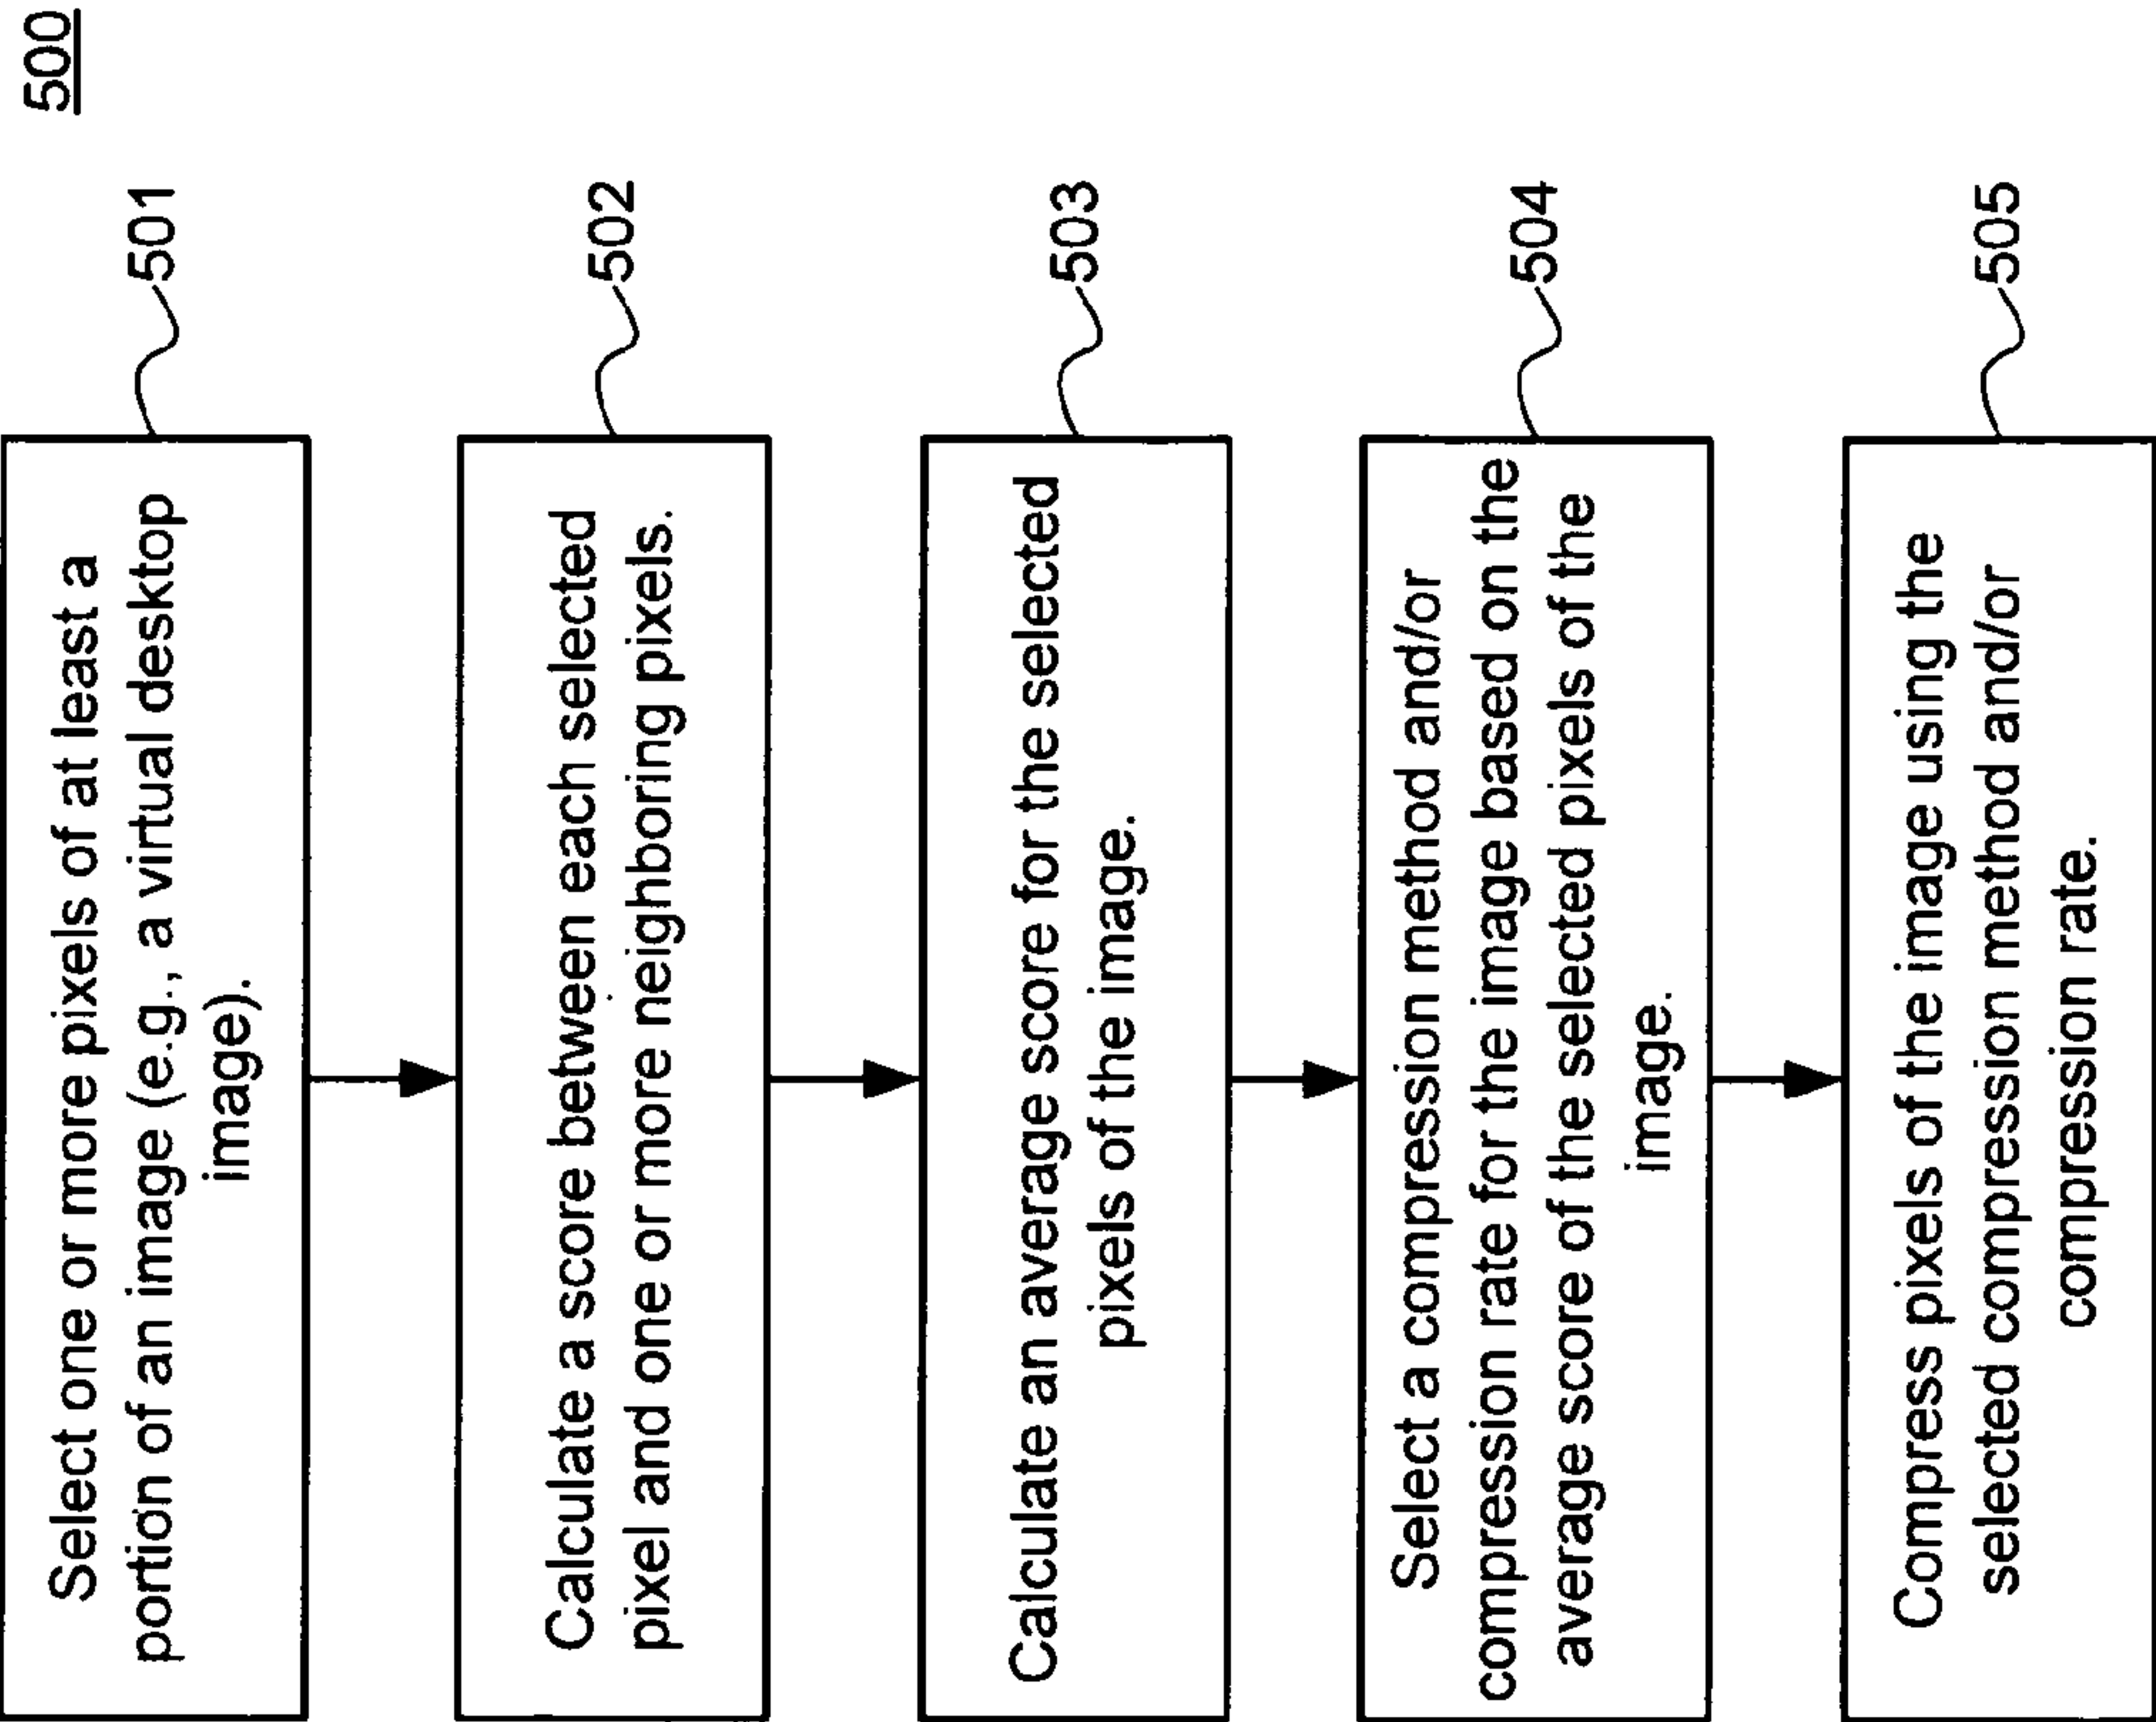 500
Select one or more pixels of at least a
portion of an image (e.g., a virtual desktop
image).
501
Calculate a score between each selected
pixel and one or more neighboring pixels.
502
Calculate an average score for the selected
pixels of the image.
503
Select a compression method and/or
compression rate for the image based on the
average score of the selected pixels of the
image.
504
Compress pixels of the image using the
selected compression method and/or
compression rate.
505